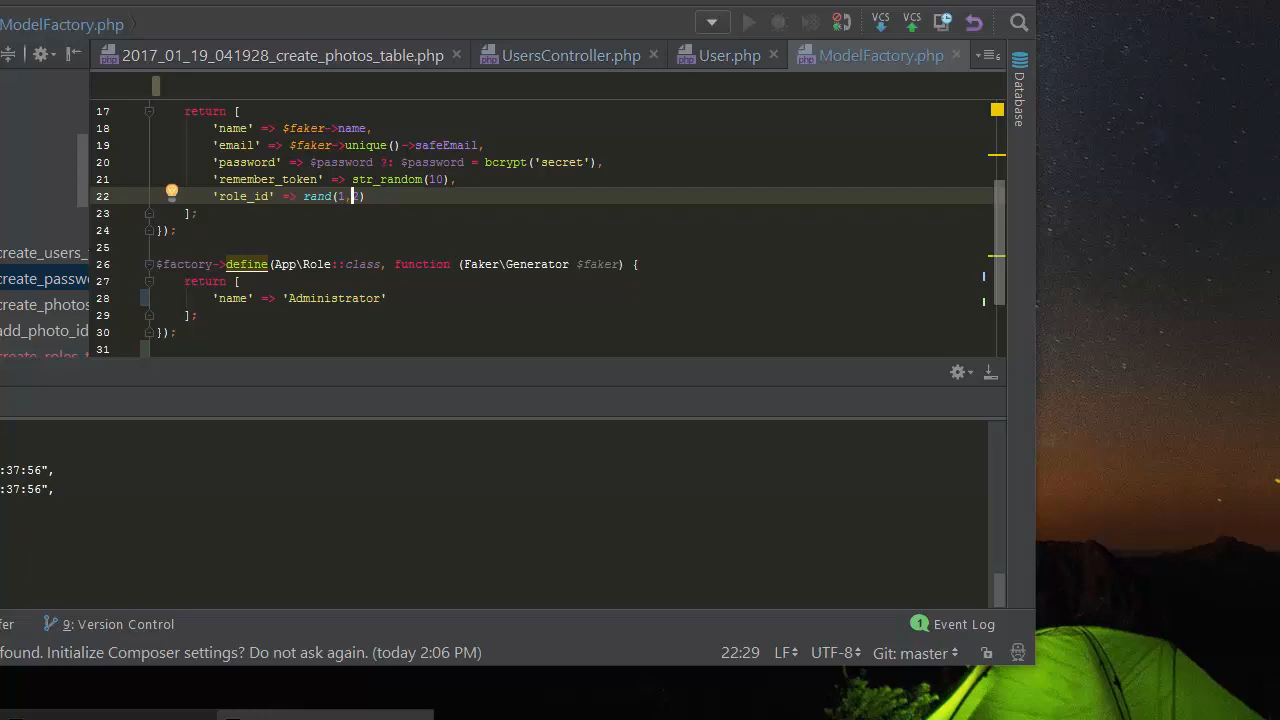 ModelFactory.php
VCS VCS
2017_01_19_041928_create_photos_table.php UsersController.php User.php ModelFactory.php
Database
17 return [
18 'name' => $faker->name,
19 'email' => $faker->unique()->safeEmail,
20 'password' => $password ?: $password = bcrypt('secret'),
21 'remember_token' => str_random(10),
22 'role_id' => rand(1,2)
23 ];
24 });
25
26 $factory->define(App\Role::class, function (Faker\Generator $faker) {
27 return [
28 'name' => 'Administrator'
29 ];
30 });
31
create_users_
create_passw
create_photos
add_photo_id
create_roles_t
:37:56",
:37:56",
fer 9: Version Control 1 Event Log
found. Initialize Composer settings? Do not ask again. (today 2:06 PM) 22:29 LF UTF-8 Git: master